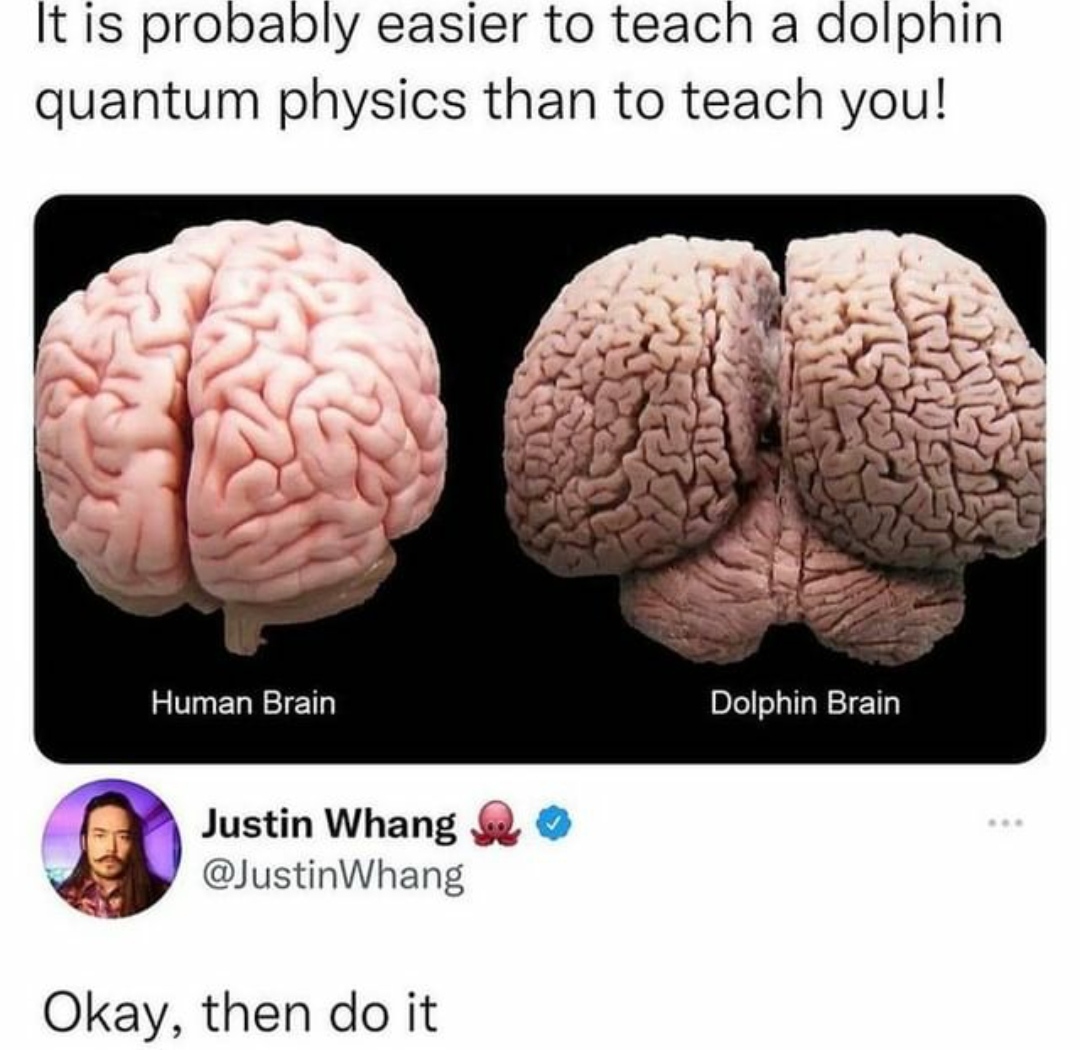 It is probably easier to teach a dolphin
quantum physics than to teach you!
Human Brain
Dolphin Brain
Justin Whang
@JustinWhang
Okay, then do it